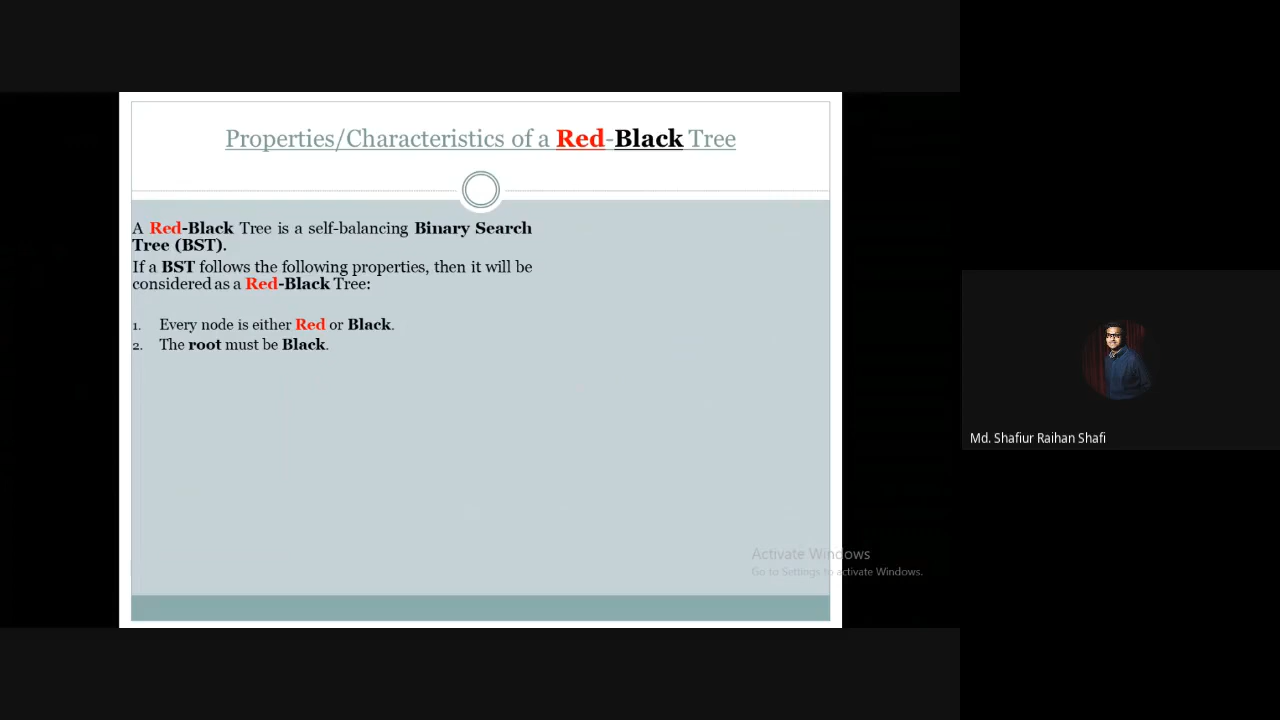 Properties/Characteristics of a Red-Black Tree
A Red-Black Tree is a self-balancing Binary Search
Tree (BST).
If a BST follows the following properties, then it will be
considered as a Red-Black Tree:
1. Every node is either Red or Black.
2. The root must be Black.
Activate Windows
Go to Settings to activate Windows.
Md. Shafiur Raihan Shafi